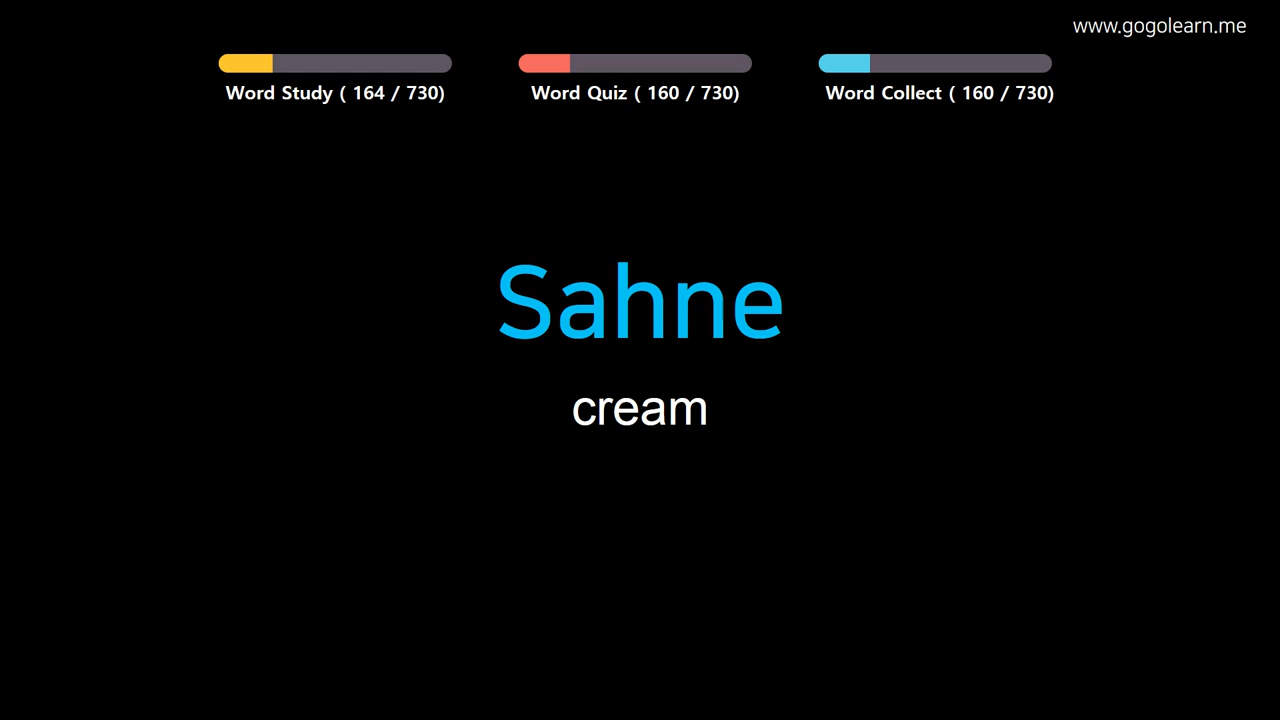 www.gogolearn.me
Word Study ( 164 / 730)
Word Quiz ( 160 / 730)
Word Collect ( 160 / 730)
Sahne
cream